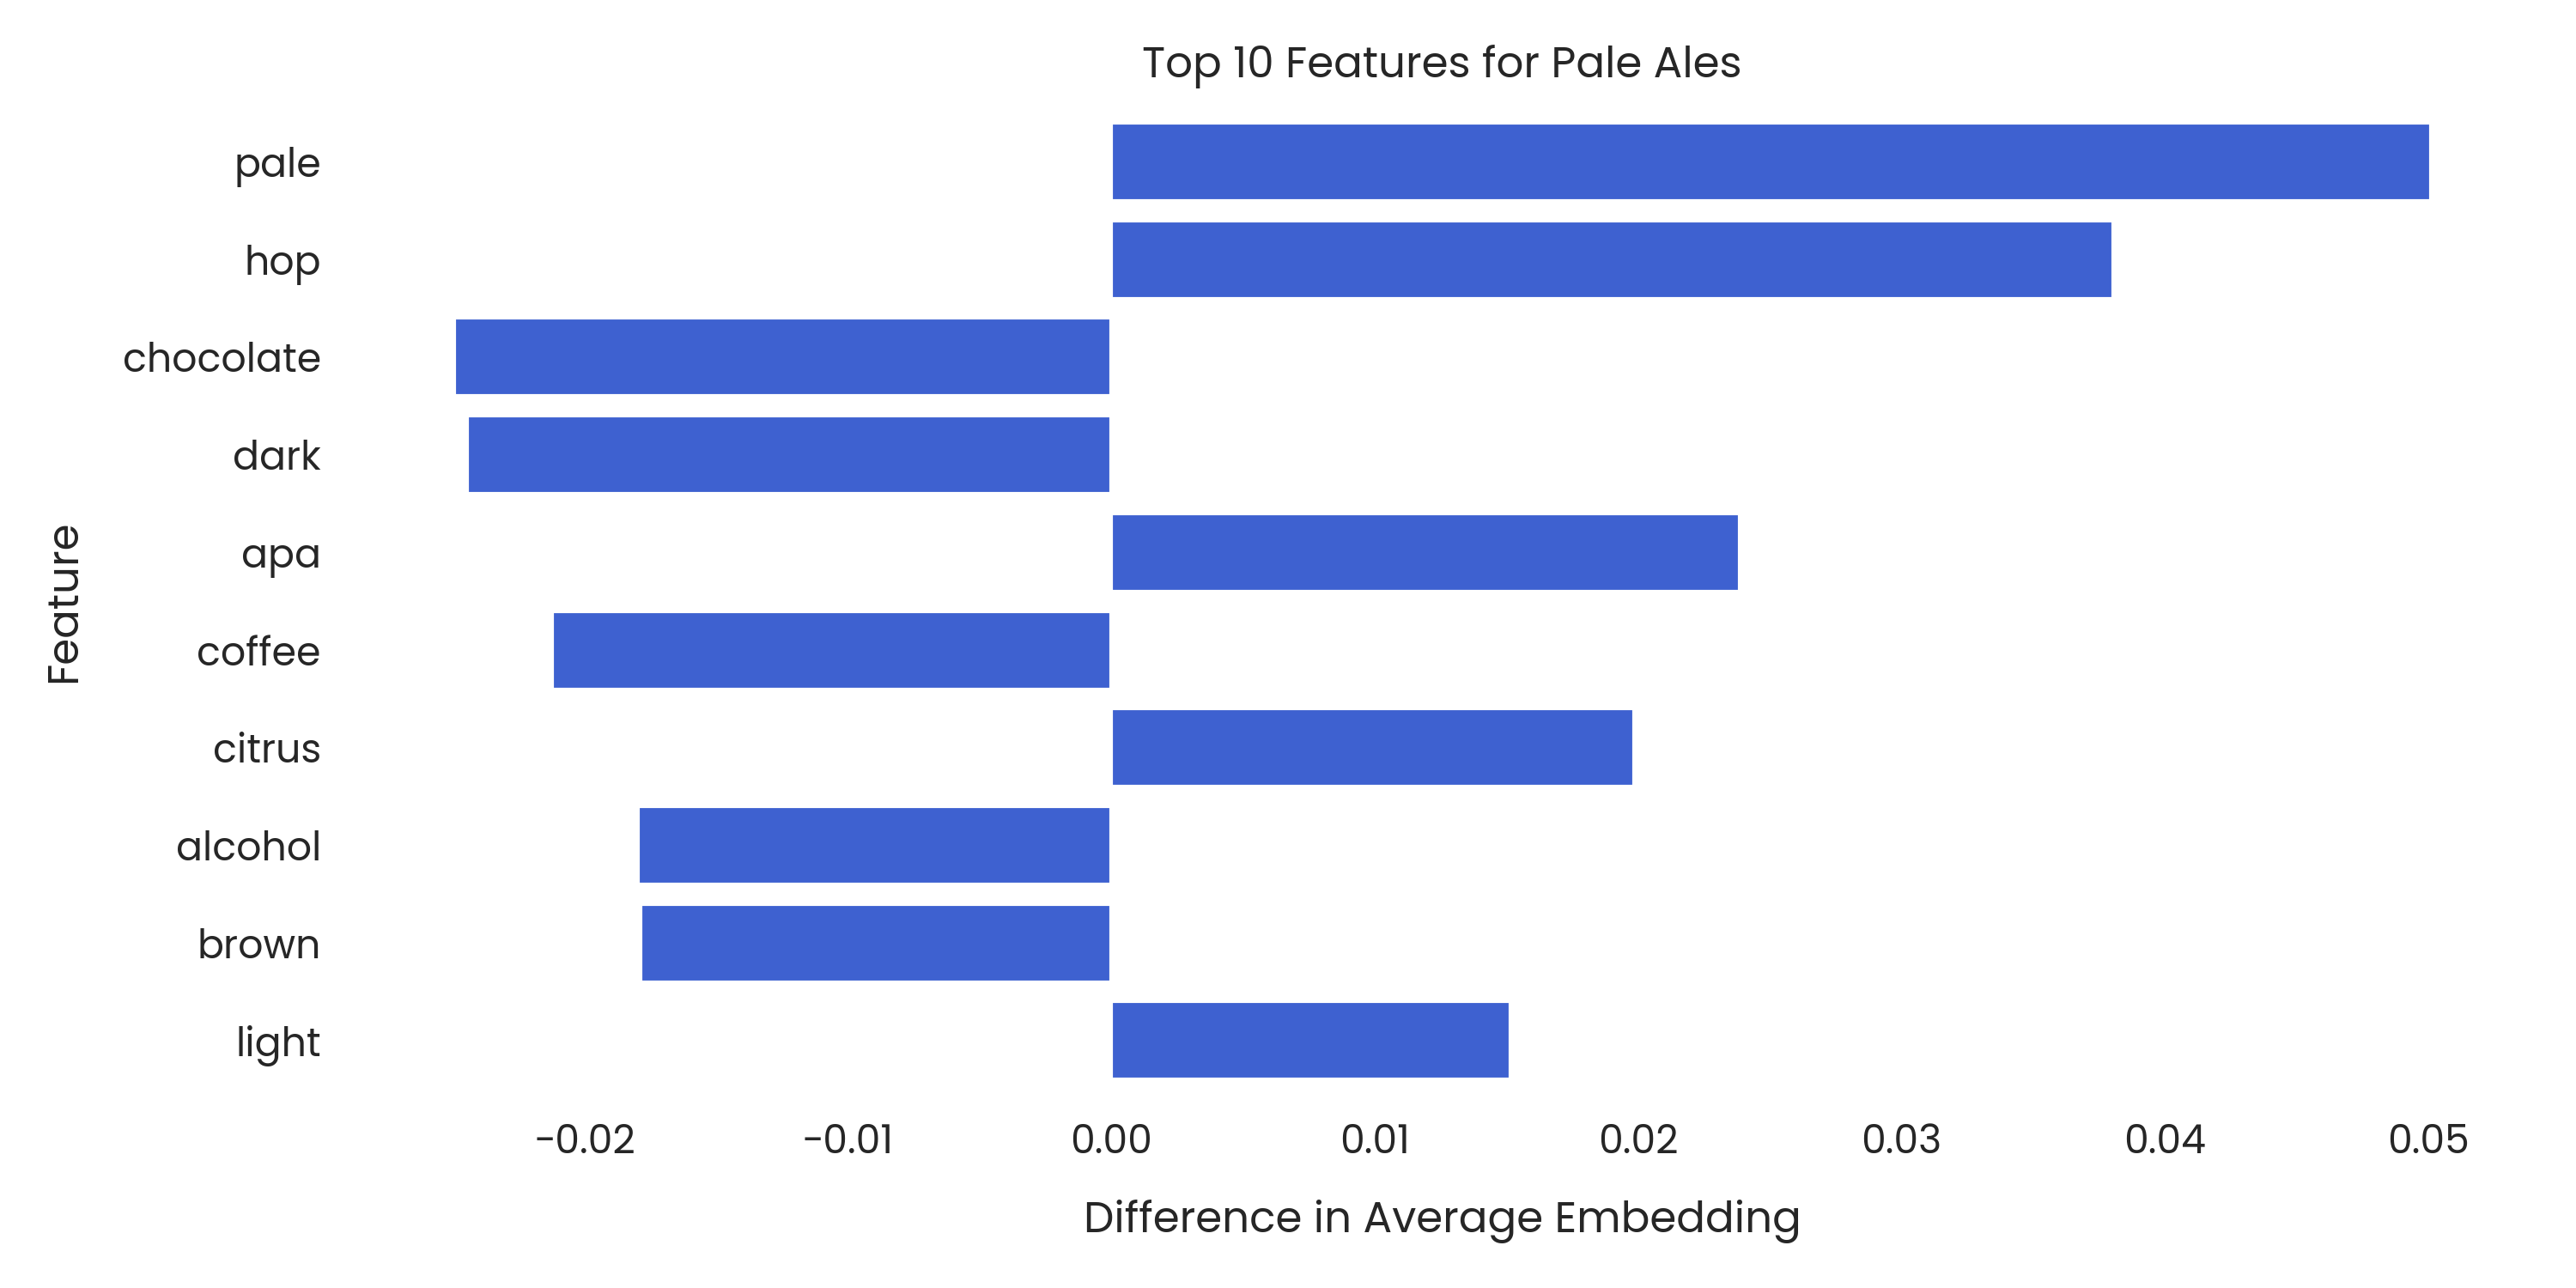 Top 10 Features for Pale Ales
pale
hop
chocolate
dark
apa
coffee
citrus
alcohol
brown
light
Feature
-0.02 -0.01 0.00 0.01 0.02 0.03 0.04 0.05
Difference in Average Embedding